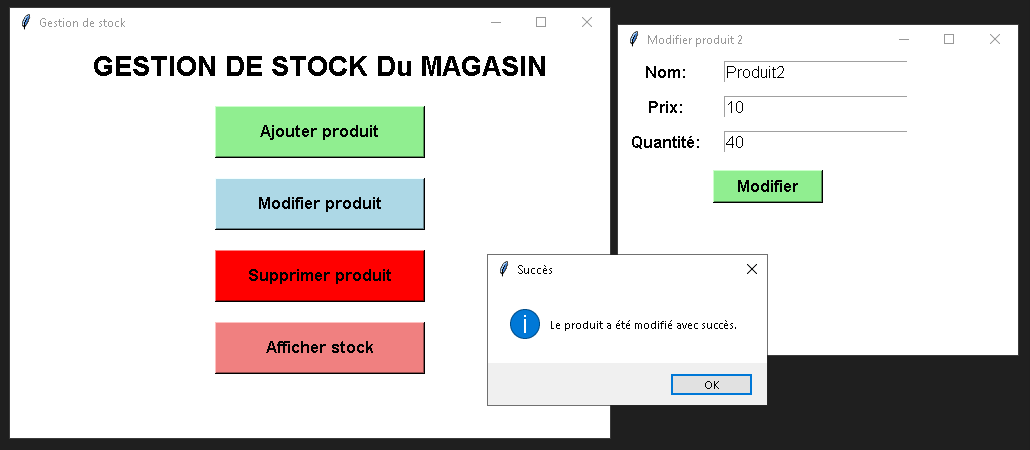 Gestion de stock
GESTION DE STOCK Du MAGASIN
Ajouter produit
Modifier produit
Supprimer produit
Afficher stock
Modifier produit 2
Nom:
Produit2
Prix:
10
Quantité:
40
Modifier
Succès
Le produit a été modifié avec succès.
OK